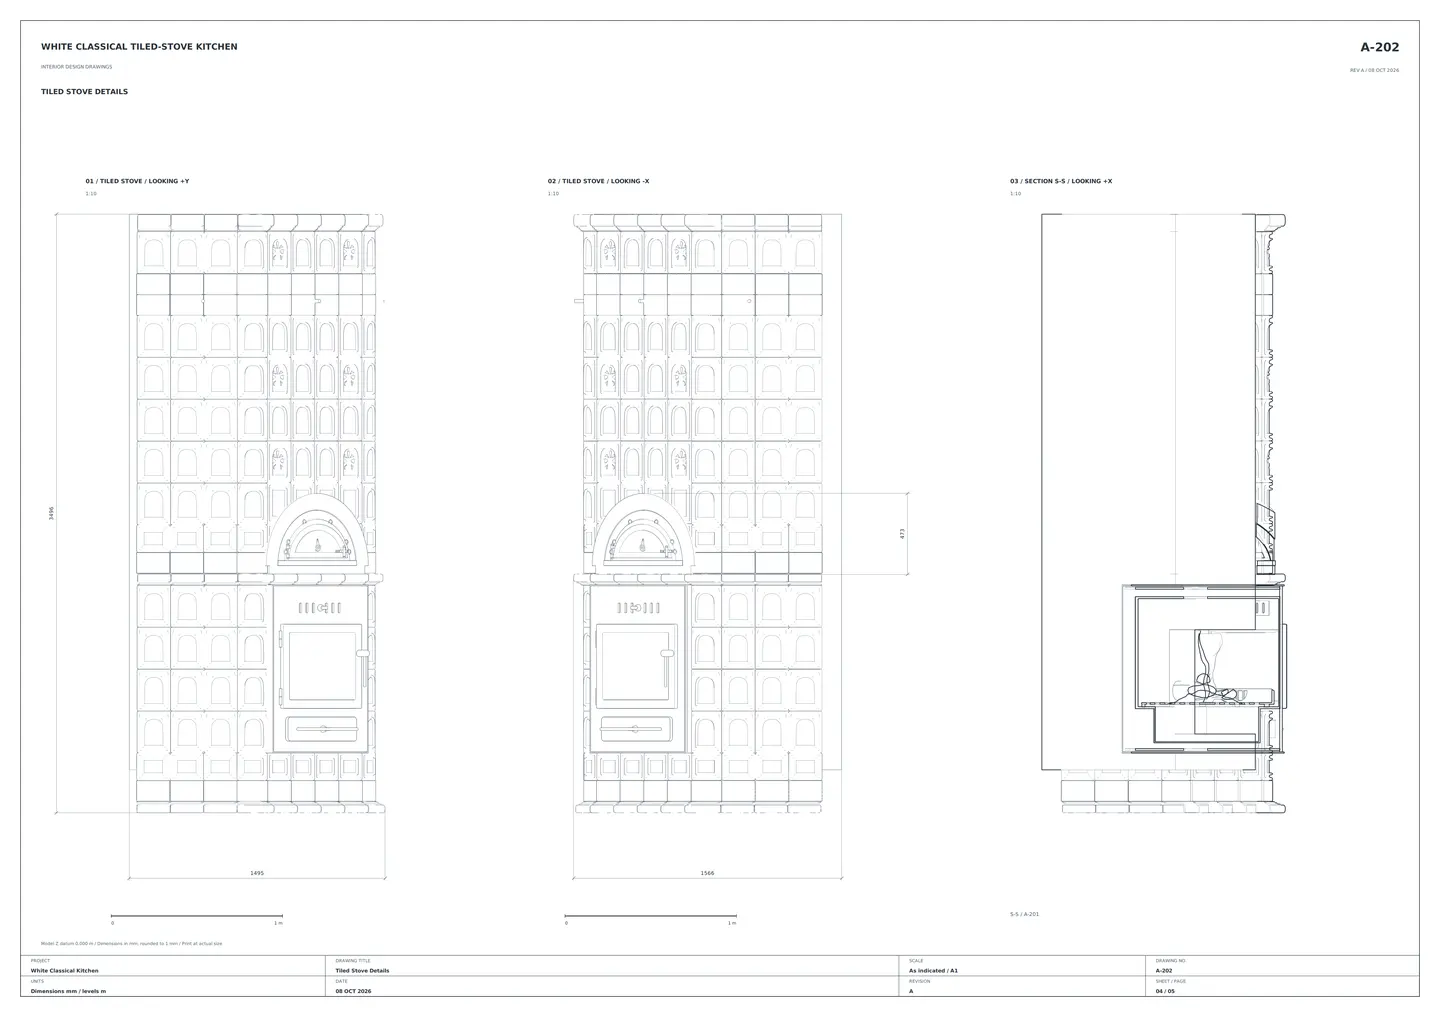 WHITE CLASSICAL TILED-STOVE KITCHEN
A-202
INTERIOR DESIGN DRAWINGS
REV A / 08 OCT 2026
TILED STOVE DETAILS
01 / TILED STOVE / LOOKING +Y
1:10
02 / TILED STOVE / LOOKING -X
1:10
03 / SECTION S-S / LOOKING +X
1:10
3496
473
1495
1566
0
1 m
0
1 m
S-S / A-201
Model Z datum 0.000 m / Dimensions in mm, rounded to 1 mm / Print at actual size
PROJECT
White Classical Kitchen
DRAWING TITLE
Tiled Stove Details
SCALE
As indicated / A1
DRAWING NO.
A-202
UNITS
Dimensions mm / levels m
DATE
08 OCT 2026
REVISION
A
SHEET / PAGE
04 / 05